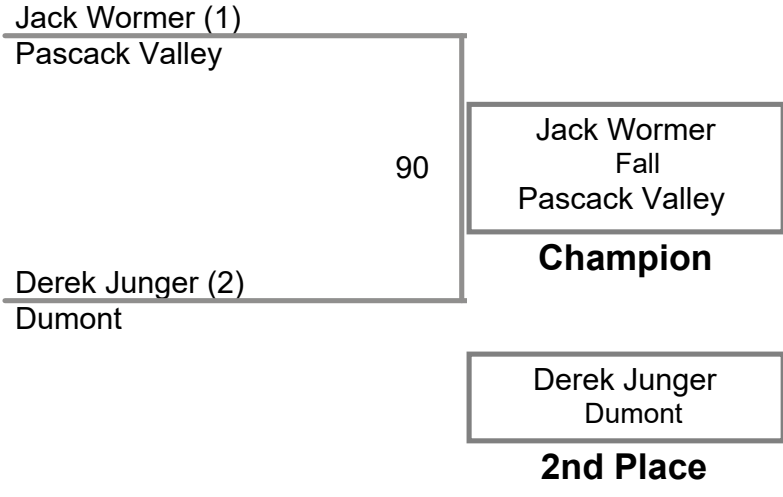 Jack Wormer (1)
Pascack Valley
90
Jack Wormer
Fall
Pascack Valley
Champion
Derek Junger (2)
Dumont
Derek Junger
Dumont
2nd Place